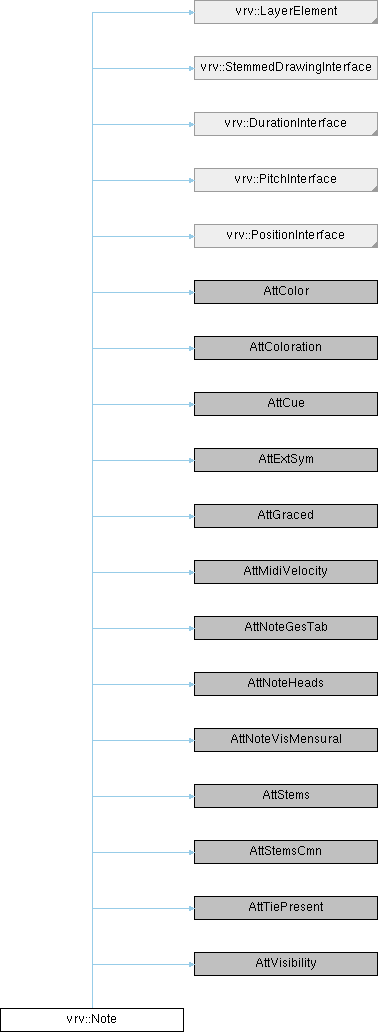 vrv::LayerElement
vrv::StemmedDrawingInterface
vrv::DurationInterface
vrv::PitchInterface
vrv::PositionInterface
AttColor
AttColoration
AttCue
AttExtSym
AttGraced
AttMidiVelocity
AttNoteGesTab
AttNoteHeads
AttNoteVisMensural
AttStems
AttStemsCmn
AttTiePresent
AttVisibility
vrv::Note